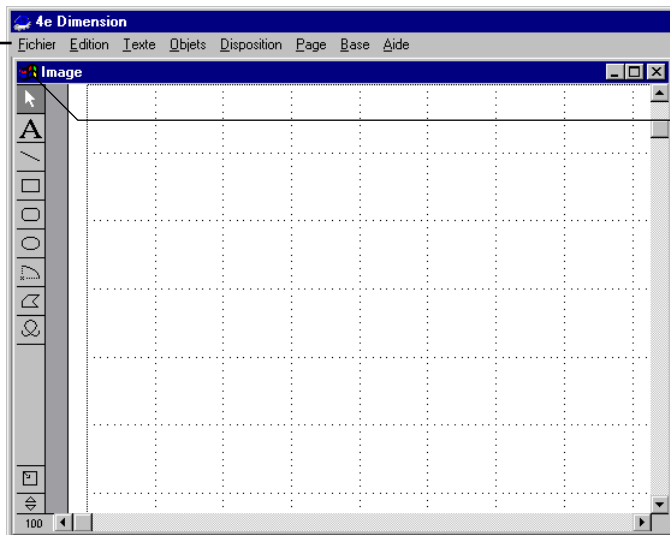 4e Dimension
Fichier Edition Texte Objets Disposition Page Base Aide
Image
A
100